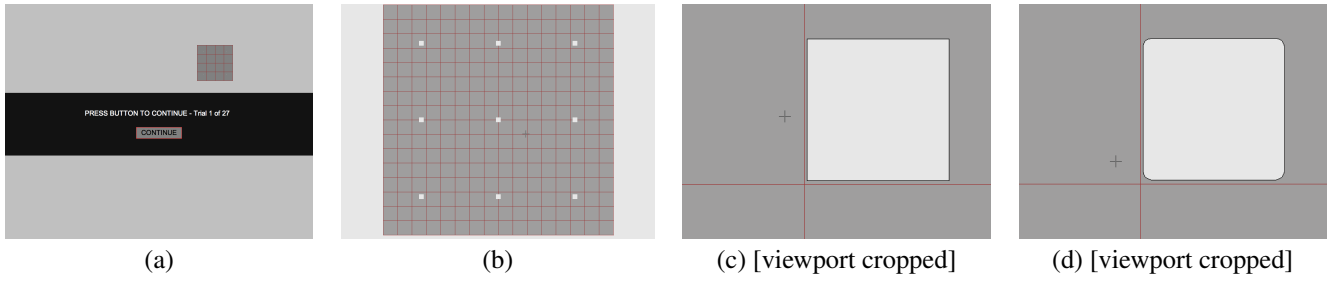 PRESS BUTTON TO CONTINUE - Trial 1 of 27
CONTINUE
(a)
(b)
(c) [viewport cropped]
(d) [viewport cropped]